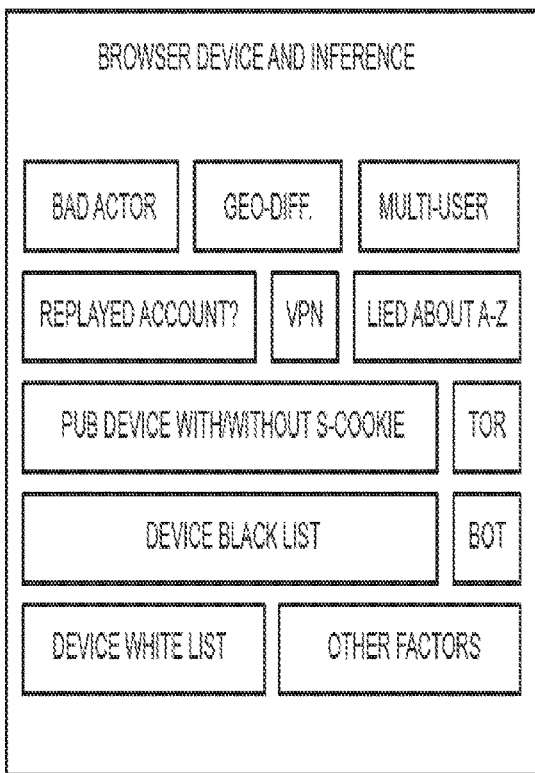 BROWSER DEVICE AND INFERENCE
BAD ACTOR GEO-DIFF. MULTI-USER
REPLAYED ACCOUNT? VPN LIED ABOUT A-Z
PUB DEVICE WITH/WITHOUT S-COOKIE TOR
DEVICE BLACK LIST BOT
DEVICE WHITE LIST OTHER FACTORS